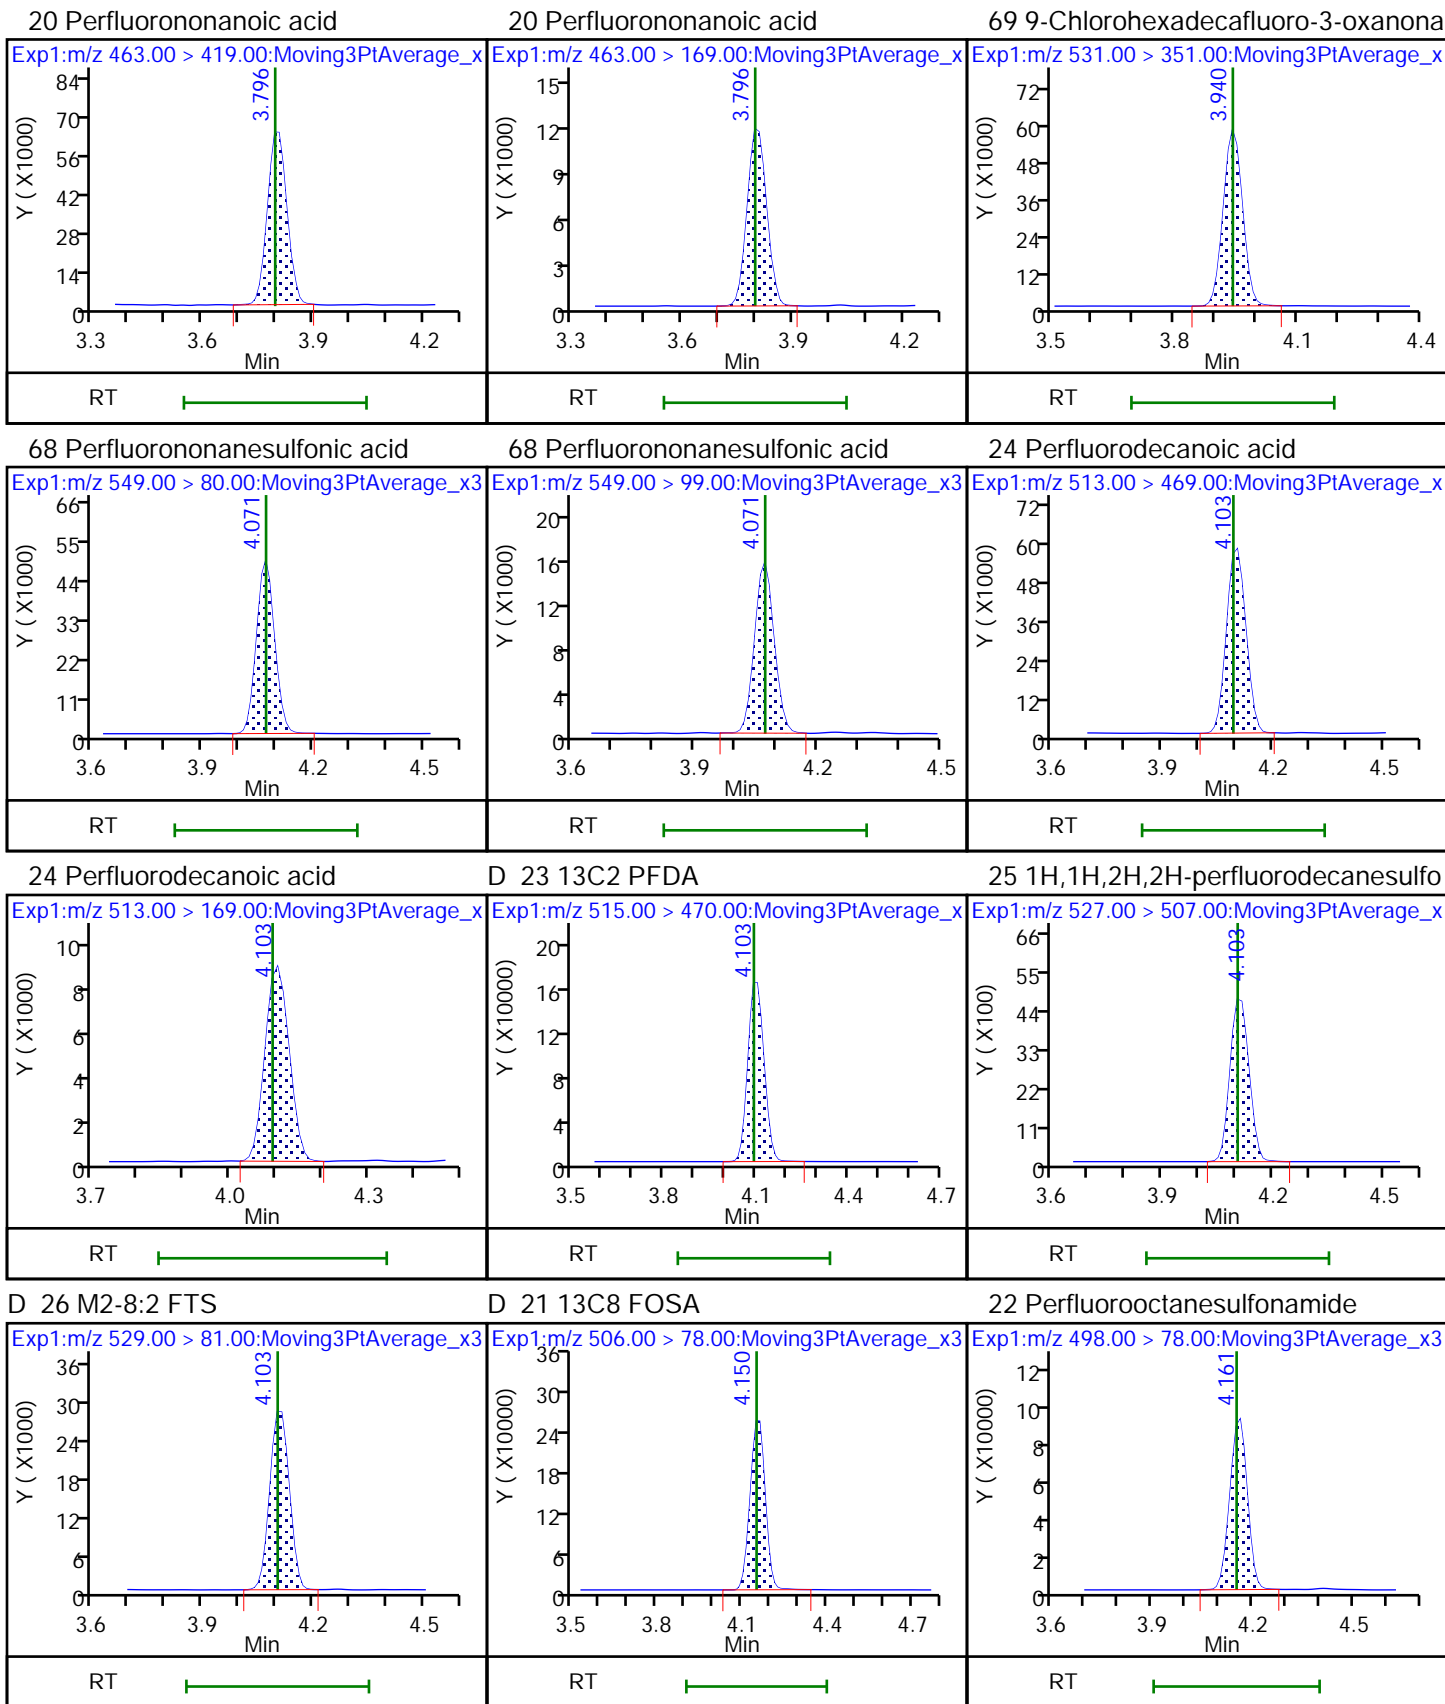 20 Perfluorononanoic acid
Exp1:m/z 463.00 > 419.00:Moving3PtAverage_x
3.796
Y ( X1000)
84
70
56
42
28
14
0
3.3 3.6 3.9 4.2
Min
RT
20 Perfluorononanoic acid
Exp1:m/z 463.00 > 169.00:Moving3PtAverage_x
3.796
Y ( X1000)
15
12
9
6
3
0
3.3 3.6 3.9 4.2
Min
RT
69 9-Chlorohexadecafluoro-3-oxanona
Exp1:m/z 531.00 > 351.00:Moving3PtAverage_x
3.940
Y ( X1000)
72
60
48
36
24
12
0
3.5 3.8 4.1 4.4
Min
RT
68 Perfluorononanesulfonic acid
Exp1:m/z 549.00 > 80.00:Moving3PtAverage_x3
4.071
Y ( X1000)
66
55
44
33
22
11
0
3.6 3.9 4.2 4.5
Min
RT
68 Perfluorononanesulfonic acid
Exp1:m/z 549.00 > 99.00:Moving3PtAverage_x3
4.071
Y ( X1000)
20
16
12
8
4
0
3.6 3.9 4.2 4.5
Min
RT
24 Perfluorodecanoic acid
Exp1:m/z 513.00 > 469.00:Moving3PtAverage_x
4.103
Y ( X1000)
72
60
48
36
24
12
0
3.6 3.9 4.2 4.5
Min
RT
24 Perfluorodecanoic acid
Exp1:m/z 513.00 > 169.00:Moving3PtAverage_x
4.103
Y ( X1000)
10
8
6
4
2
0
3.7 4.0 4.3
Min
RT
D 23 13C2 PFDA
Exp1:m/z 515.00 > 470.00:Moving3PtAverage_x
4.103
Y ( X10000)
20
16
12
8
4
0
3.5 3.8 4.1 4.4 4.7
Min
RT
25 1H,1H,2H,2H-perfluorodecanesulfo
Exp1:m/z 527.00 > 507.00:Moving3PtAverage_x
4.103
Y ( X100)
66
55
44
33
22
11
0
3.6 3.9 4.2 4.5
Min
RT
D 26 M2-8:2 FTS
Exp1:m/z 529.00 > 81.00:Moving3PtAverage_x3
4.103
Y ( X1000)
36
30
24
18
12
6
0
3.6 3.9 4.2 4.5
Min
RT
D 21 13C8 FOSA
Exp1:m/z 506.00 > 78.00:Moving3PtAverage_x3
4.150
Y ( X10000)
36
30
24
18
12
6
0
3.5 3.8 4.1 4.4 4.7
Min
RT
22 Perfluorooctanesulfonamide
Exp1:m/z 498.00 > 78.00:Moving3PtAverage_x3
4.161
Y ( X10000)
12
10
8
6
4
2
0
3.6 3.9 4.2 4.5
Min
RT